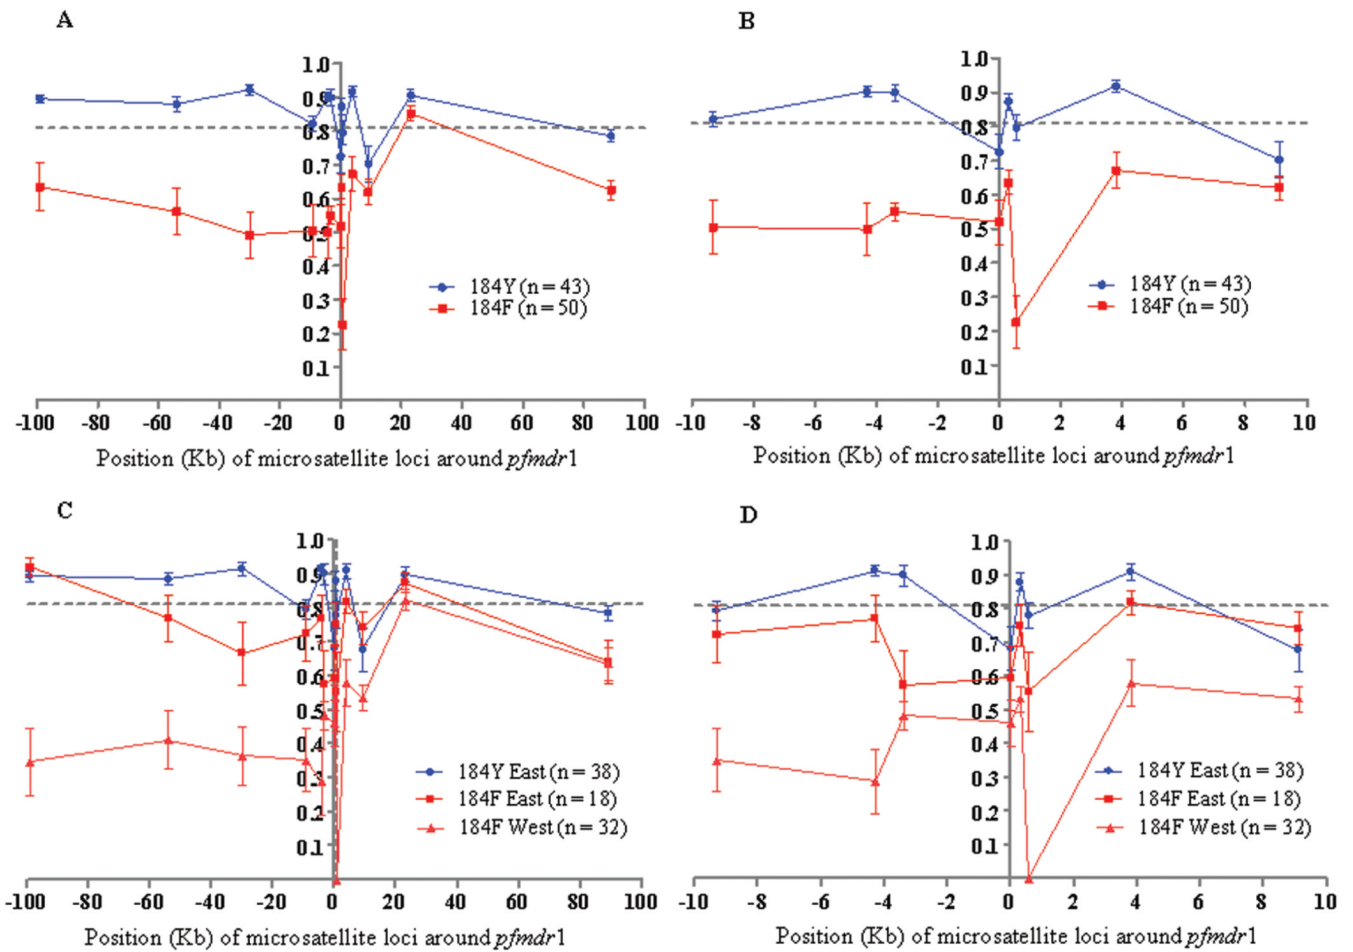 A
1.0
0.9
0.8
0.7
0.6
0.5
0.4
0.3
0.2
0.1
184Y (n = 43)
184F (n = 50)
-100 -80 -60 -40 -20 0 20 40 60 80 100
Position (Kb) of microsatellite loci around pfmdr1
B
1.0
0.9
0.8
0.7
0.6
0.5
0.4
0.3
0.2
0.1
184Y (n = 43)
184F (n = 50)
-10 -8 -6 -4 -2 0 2 4 6 8 10
Position (Kb) of microsatellite loci around pfmdr1
C
1.0
0.9
0.8
0.7
0.6
0.5
0.4
0.3
0.2
0.1
184Y East (n = 38)
184F East (n = 18)
184F West (n = 32)
-100 -80 -60 -40 -20 0 20 40 60 80 100
Position (Kb) of microsatellite loci around pfmdr1
D
1.0
0.9
0.8
0.7
0.6
0.5
0.4
0.3
0.2
0.1
184Y East (n = 38)
184F East (n = 18)
184F West (n = 32)
-10 -8 -6 -4 -2 0 2 4 6 8 10
Position (Kb) of microsatellite loci around pfmdr1